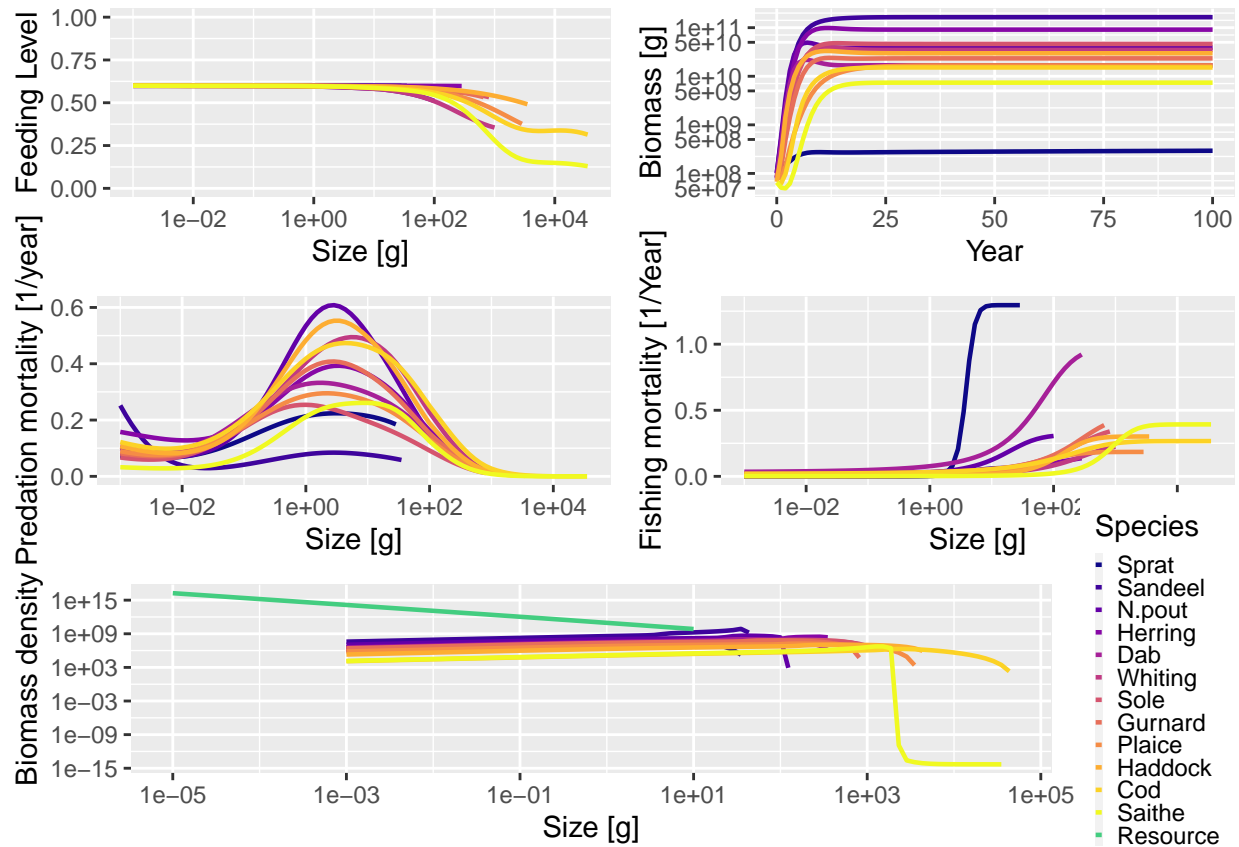 Feeding Level
1.00
0.75
0.50
0.25
0.00
1e−02 1e+00 1e+02 1e+04
Size [g]
Biomass [g]
1e+11
5e+10
1e+10
5e+09
1e+09
5e+08
1e+08
5e+07
0 25 50 75 100
Year
Predation mortality [1/year]
0.6
0.4
0.2
0.0
1e−02 1e+00 1e+02 1e+04
Size [g]
Fishing mortality [1/Year]
1.0
0.5
0.0
1e−02 1e+00 1e+02
Size [g]
Biomass density
1e+15
1e+09
1e+03
1e−03
1e−09
1e−15
1e−05 1e−03 1e−01 1e+01 1e+03 1e+05
Size [g]
Species
Sprat
Sandeel
N.pout
Herring
Dab
Whiting
Sole
Gurnard
Plaice
Haddock
Cod
Saithe
Resource